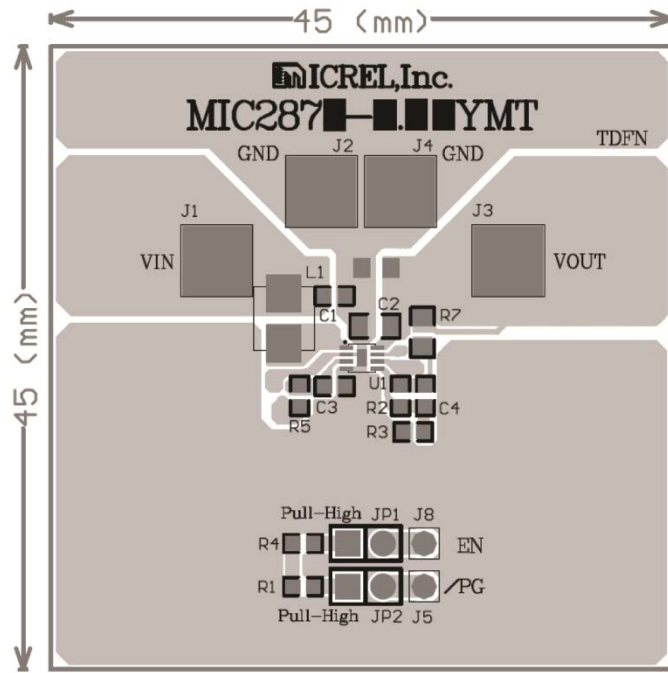 45 (mm)
MICREL,Inc.
MIC287█-█.██YMT
TDFN
GND J2 J4 GND
J1 J3
VIN VOUT
L1
C1 C2 R7
45 (mm)
U1
C3 R2 C4
R5
R3
Pull-High JP1 J8
R4 EN
R1 /PG
Pull-High JP2 J5